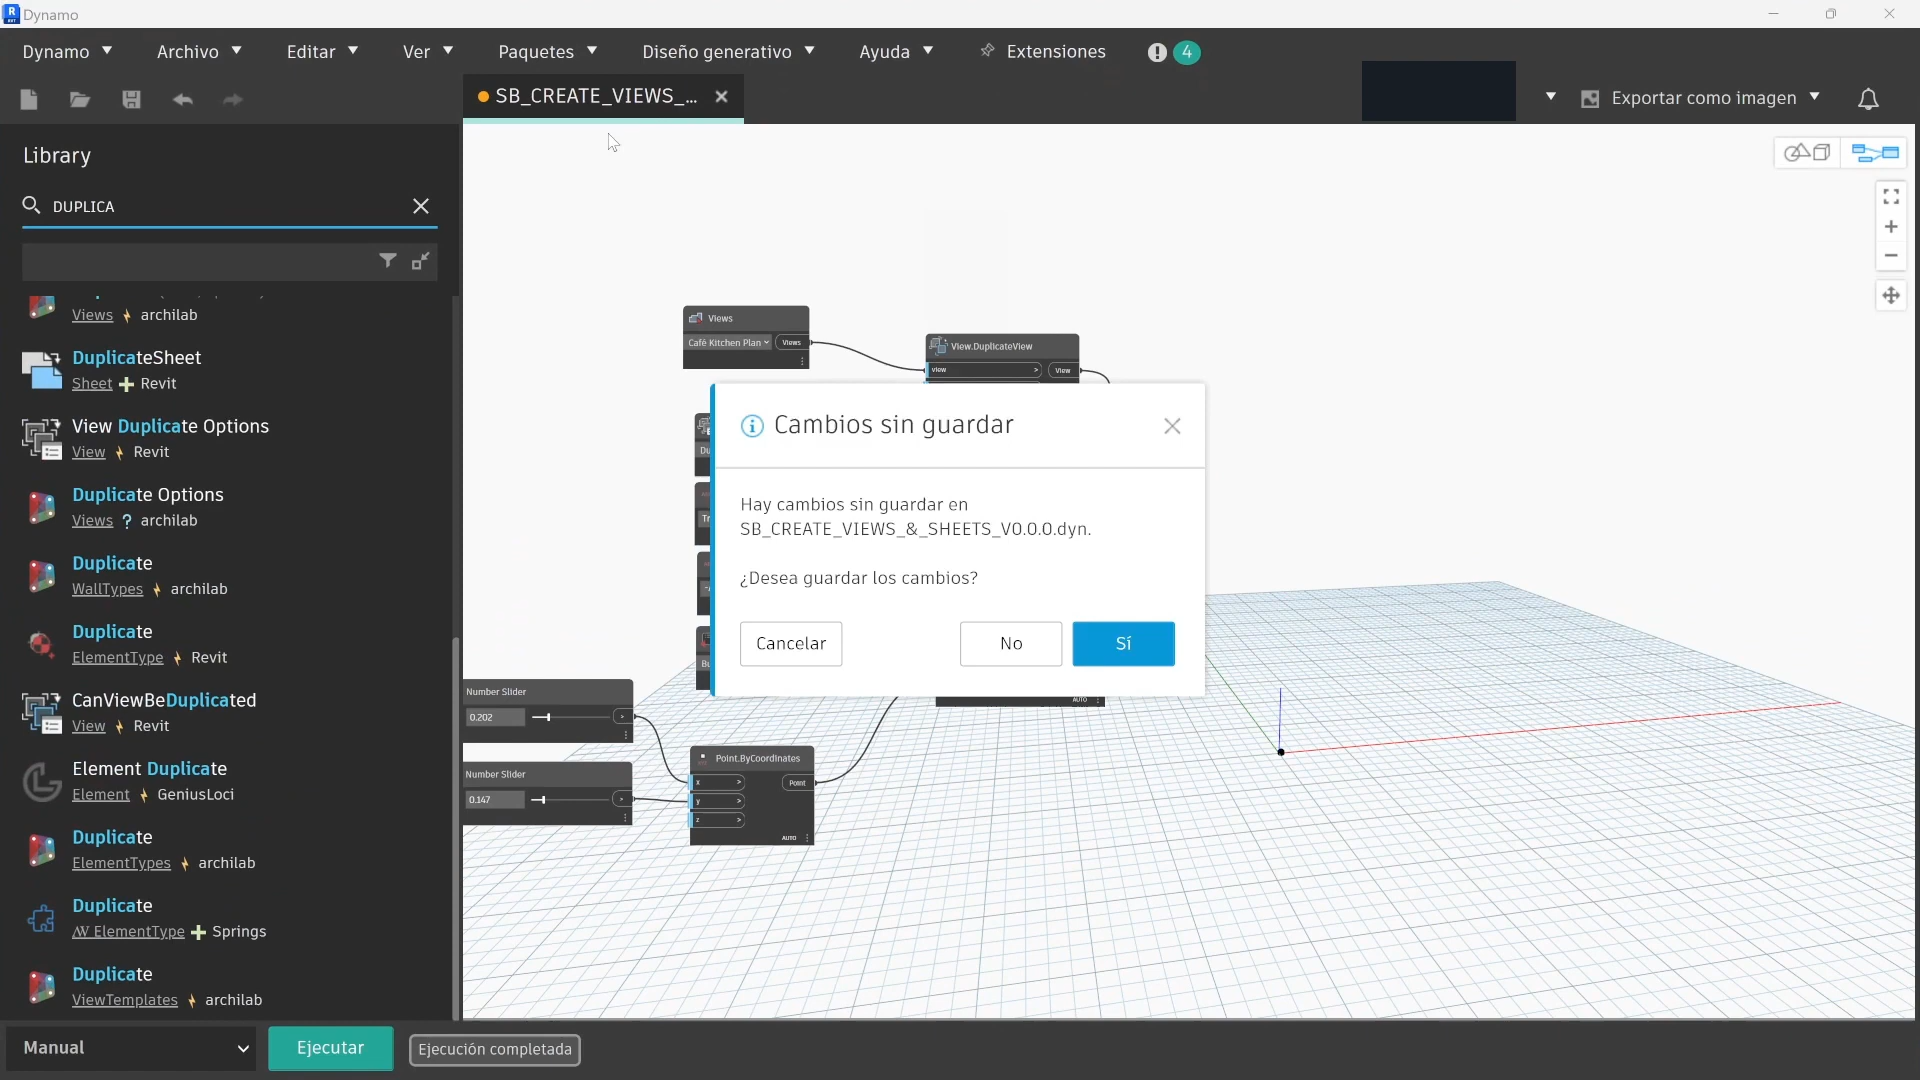 Dynamo
Dynamo
Archivo
Editar
Ver
Paquetes
Diseño generativo
Ayuda
Extensiones
4
SB_CREATE_VIEWS_...
Exportar como imagen
Library
DUPLICA
Views archilab
DuplicateSheet
Sheet Revit
View Duplicate Options
View Revit
Duplicate Options
Views ? archilab
Duplicate
WallTypes archilab
Duplicate
ElementType Revit
CanViewBeDuplicated
View Revit
Element Duplicate
Element GeniusLoci
Duplicate
ElementTypes archilab
Duplicate
ElementType Springs
Duplicate
ViewTemplates archilab
Manual
Ejecutar
Ejecución completada
Views
Café Kitchen Plan
Views
View.DuplicateView
view >
View
Du
Tr
Bu
Cambios sin guardar
Hay cambios sin guardar en
SB_CREATE_VIEWS_&_SHEETS_V0.0.0.dyn.
¿Desea guardar los cambios?
Cancelar
No
Sí
AUTO
Number Slider
0.202
>
Number Slider
0.147
>
Point.ByCoordinates
x >
Point
y >
z >
AUTO